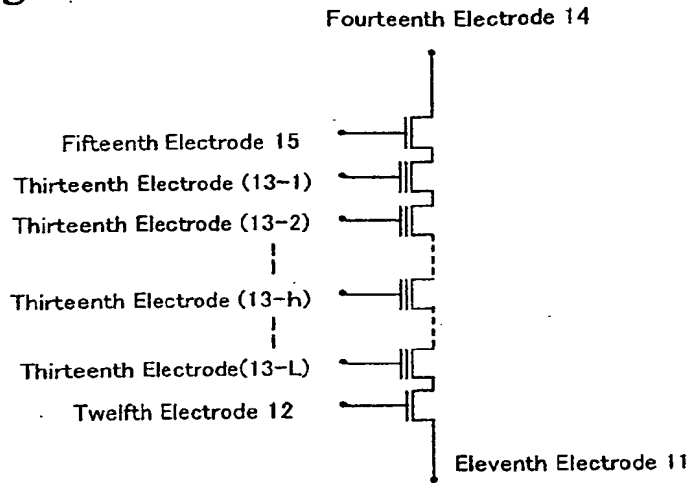 Fourteenth Electrode 14
Fifteenth Electrode 15
Thirteenth Electrode (13-1)
Thirteenth Electrode (13-2)
Thirteenth Electrode (13-h)
Thirteenth Electrode(13-L)
Twelfth Electrode 12
Eleventh Electrode 11